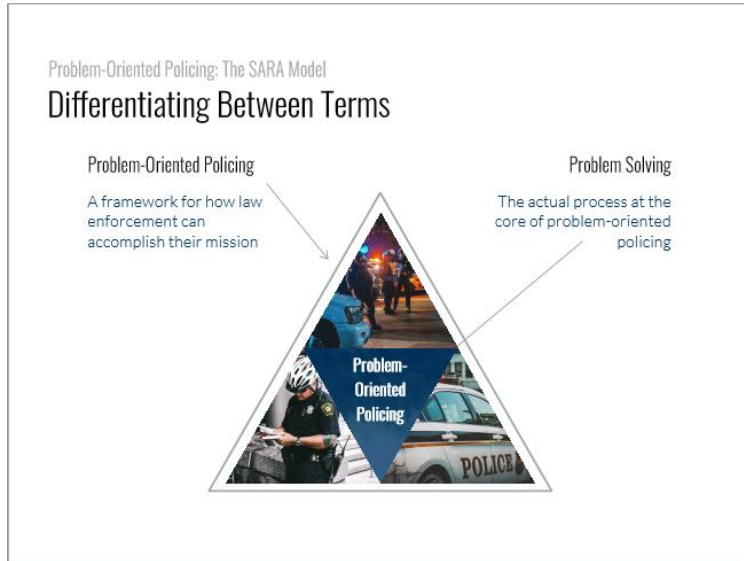 Problem-Oriented Policing: The SARA Model
Differentiating Between Terms
Problem-Oriented Policing
A framework for how law
enforcement can
accomplish their mission
Problem Solving
The actual process at the
core of problem-oriented
policing
Problem-
Oriented
Policing
POLICE